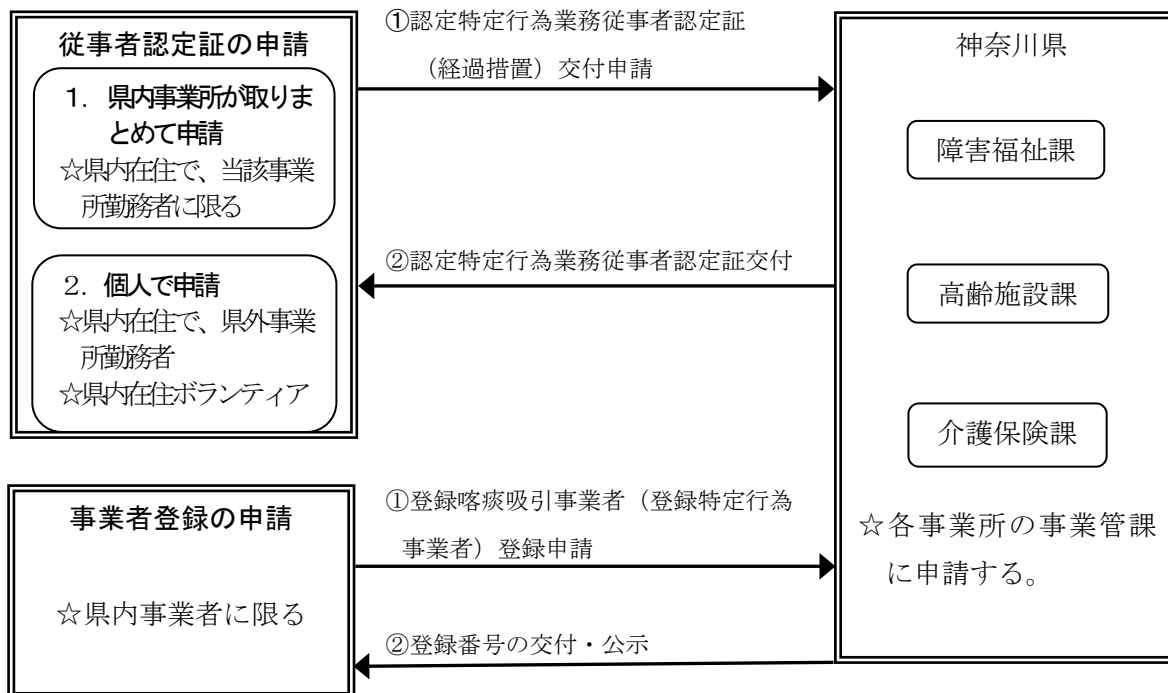 従事者認定証の申請
1. 県内事業所が取りま
とめて申請
☆県内在住で、当該事業
所勤務者に限る
2. 個人で申請
☆県内在住で、県外事業
所勤務者
☆県内在住ボランティア
①認定特定行為業務従事者認定証
(経過措置)交付申請
②認定特定行為業務従事者認定証交付
神奈川県
障害福祉課
高齢施設課
介護保険課
☆各事業所の事業管課
に申請する。
事業者登録の申請
☆県内事業者に限る
①登録喀痰吸引事業者(登録特定行為
事業者)登録申請
②登録番号の交付・公示